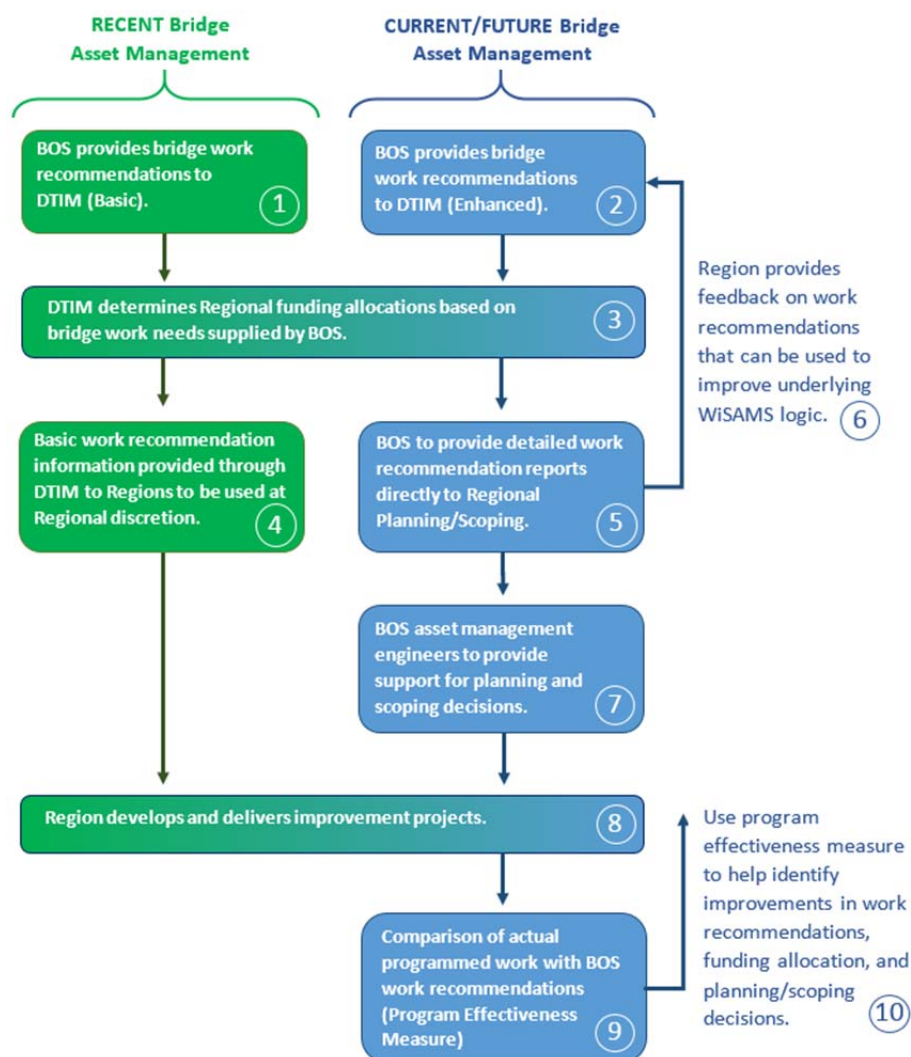 RECENT Bridge
Asset Management
CURRENT/FUTURE Bridge
Asset Management
BOS provides bridge work
recommendations to
DTIM (Basic).
1
BOS provides bridge
work recommendations
to DTIM (Enhanced).
2
DTIM determines Regional funding allocations based on
bridge work needs supplied by BOS.
3
Basic work recommendation
information provided through
DTIM to Regions to be used at
Regional discretion.
4
BOS to provide detailed work
recommendation reports
directly to Regional
Planning/Scoping.
5
Region provides
feedback on work
recommendations
that can be used to
improve underlying
WiSAMS logic.
6
BOS asset management
engineers to provide
support for planning and
scoping decisions.
7
Region develops and delivers improvement projects.
8
Comparison of actual
programmed work with BOS
work recommendations
(Program Effectiveness
Measure)
9
Use program
effectiveness measure
to help identify
improvements in work
recommendations,
funding allocation, and
planning/scoping
decisions.
10